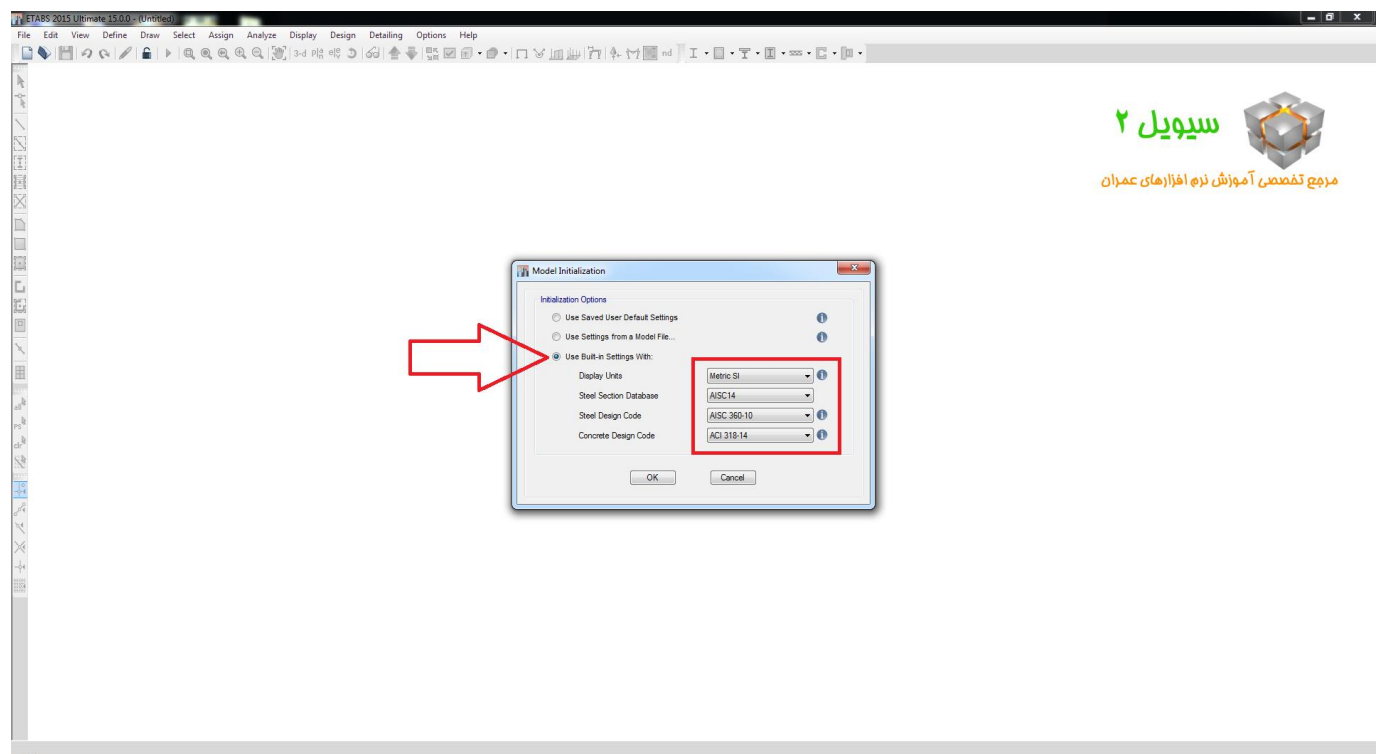 ETABS 2015 Ultimate 15.0.0 - (Untitled)
File Edit View Define Draw Select Assign Analyze Display Design Detailing Options Help
3-d nd
سیویل ۲
مرجع تخصصی آموزش نرم افزارهای عمران
Model Initialization
Initialization Options
Use Saved User Default Settings
Use Settings from a Model File...
Use Built-in Settings With:
Display Units Metric SI
Steel Section Database AISC14
Steel Design Code AISC 360-10
Concrete Design Code ACI 318-14
OK Cancel